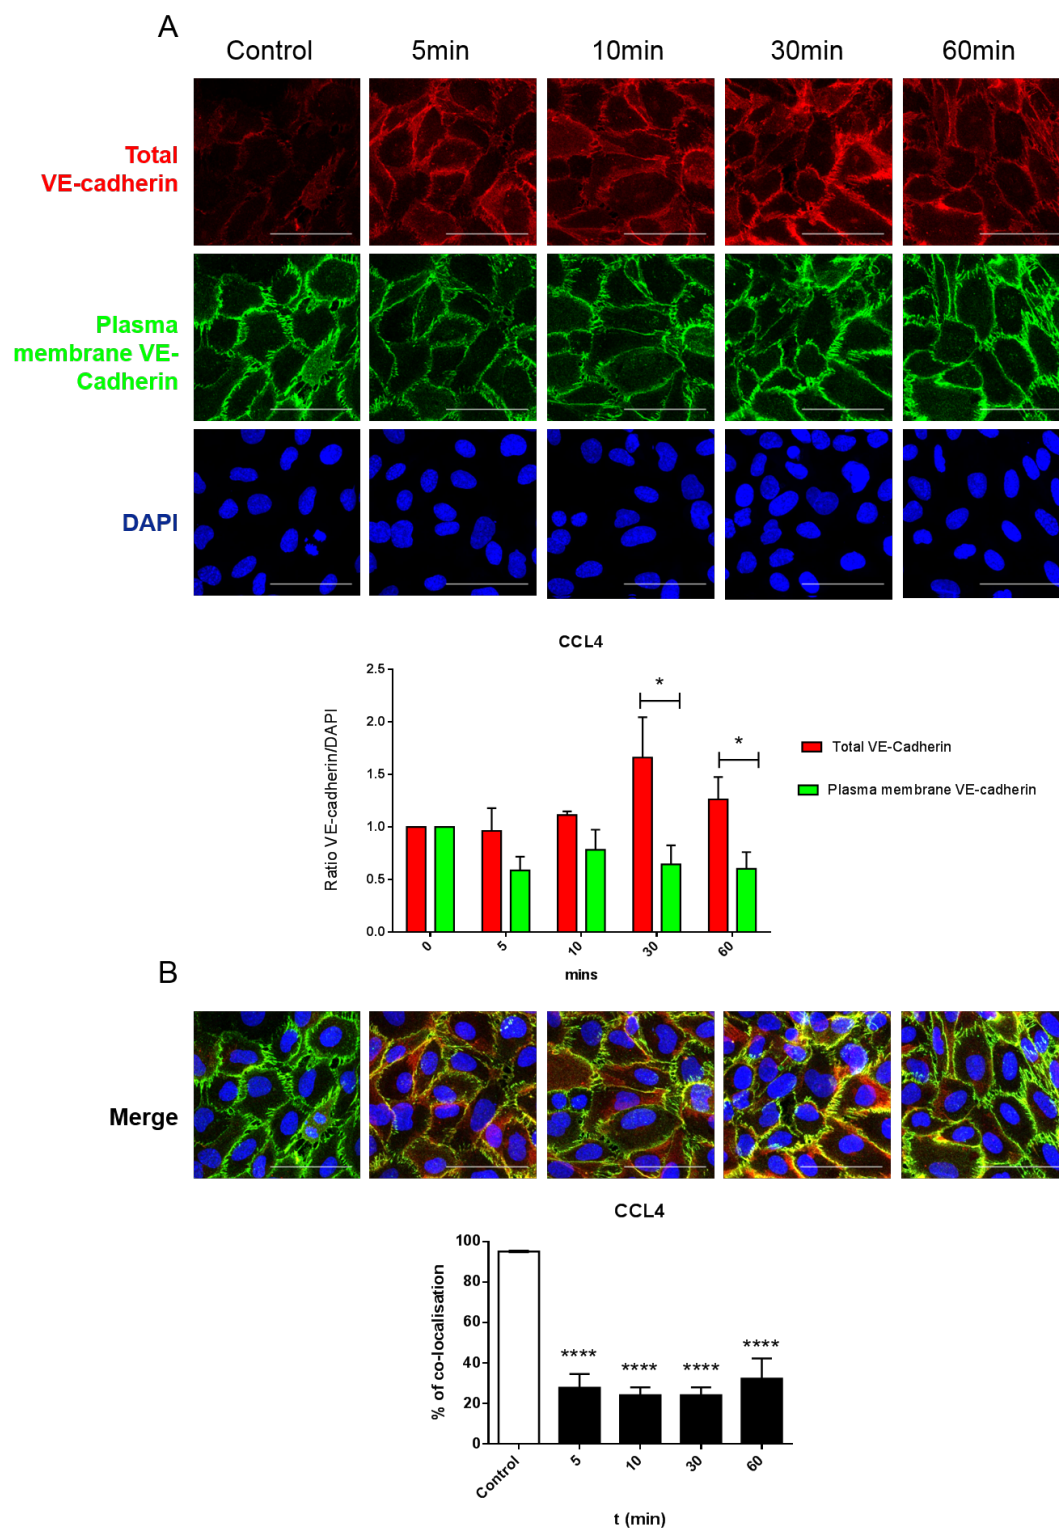 A
Control 5min 10min 30min 60min
Total
VE-cadherin
Plasma
membrane VE-
Cadherin
DAPI
CCL4
Ratio VE-cadherin/DAPI
2.5
2.0
1.5
1.0
0.5
0.0
* *
0 5 10 30 60
mins
Total VE-Cadherin
Plasma membrane VE-cadherin
B
Merge
CCL4
% of co-localisation
100
80
60
40
20
0
**** **** **** ****
Control 5 10 30 60
t (min)